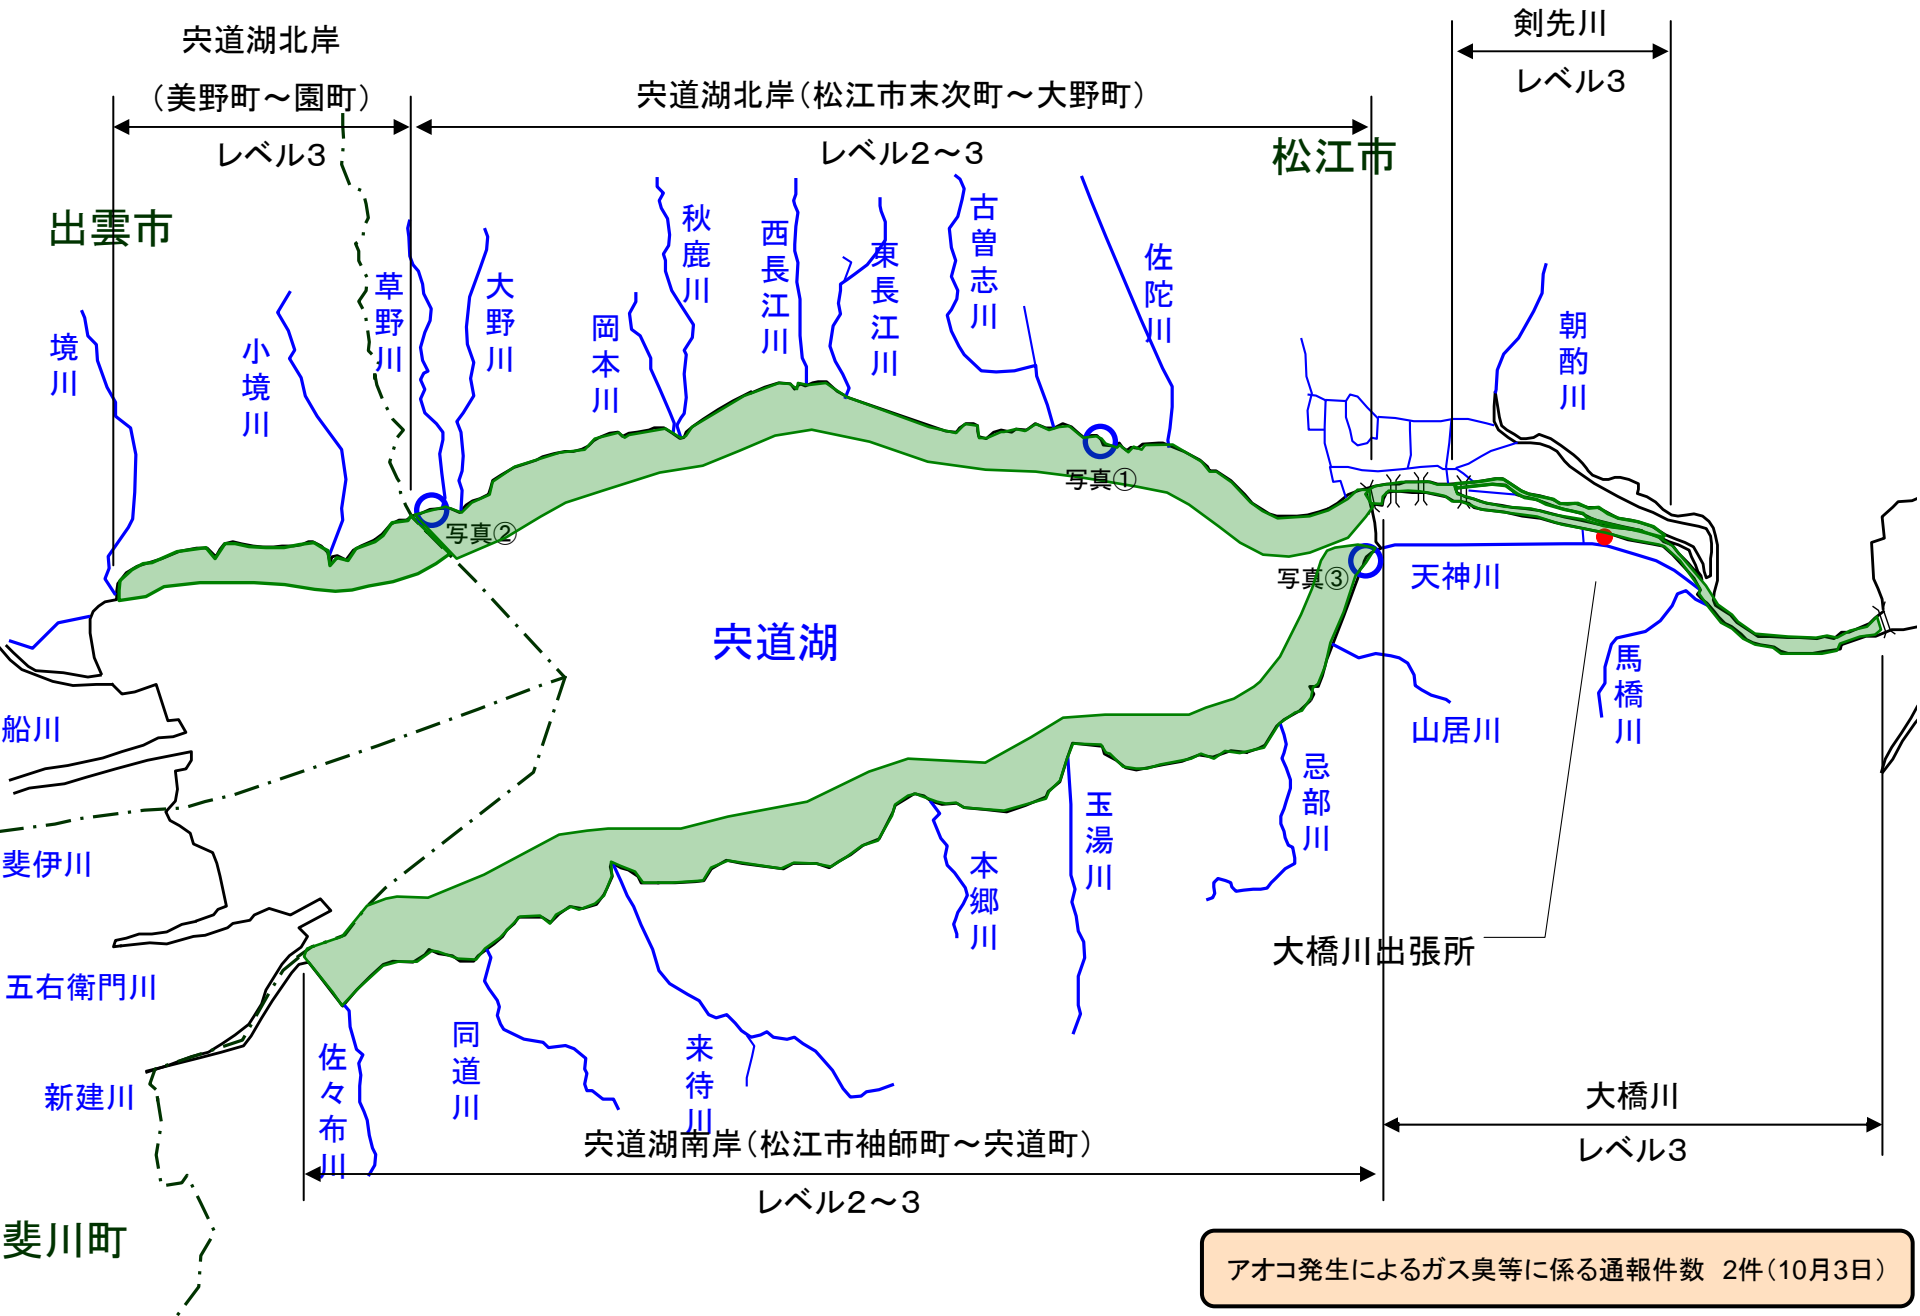 宍道湖北岸
（美野町～園町）
レベル3
宍道湖北岸（松江市末次町～大野町）
レベル2～3
剣先川
レベル3
松江市
出雲市
境川
小境川
草野川
大野川
岡本川
秋鹿川
西長江川
東長江川
古曽志川
佐陀川
朝酌川
写真①
写真②
写真③
天神川
宍道湖
馬橋川
山居川
忌部川
玉湯川
本郷川
船川
斐伊川
五右衛門川
新建川
佐々布川
同道川
来待川
大橋川出張所
大橋川
レベル3
宍道湖南岸（松江市袖師町～宍道町）
レベル2～3
斐川町
アオコ発生によるガス臭等に係る通報件数 2件（10月3日）